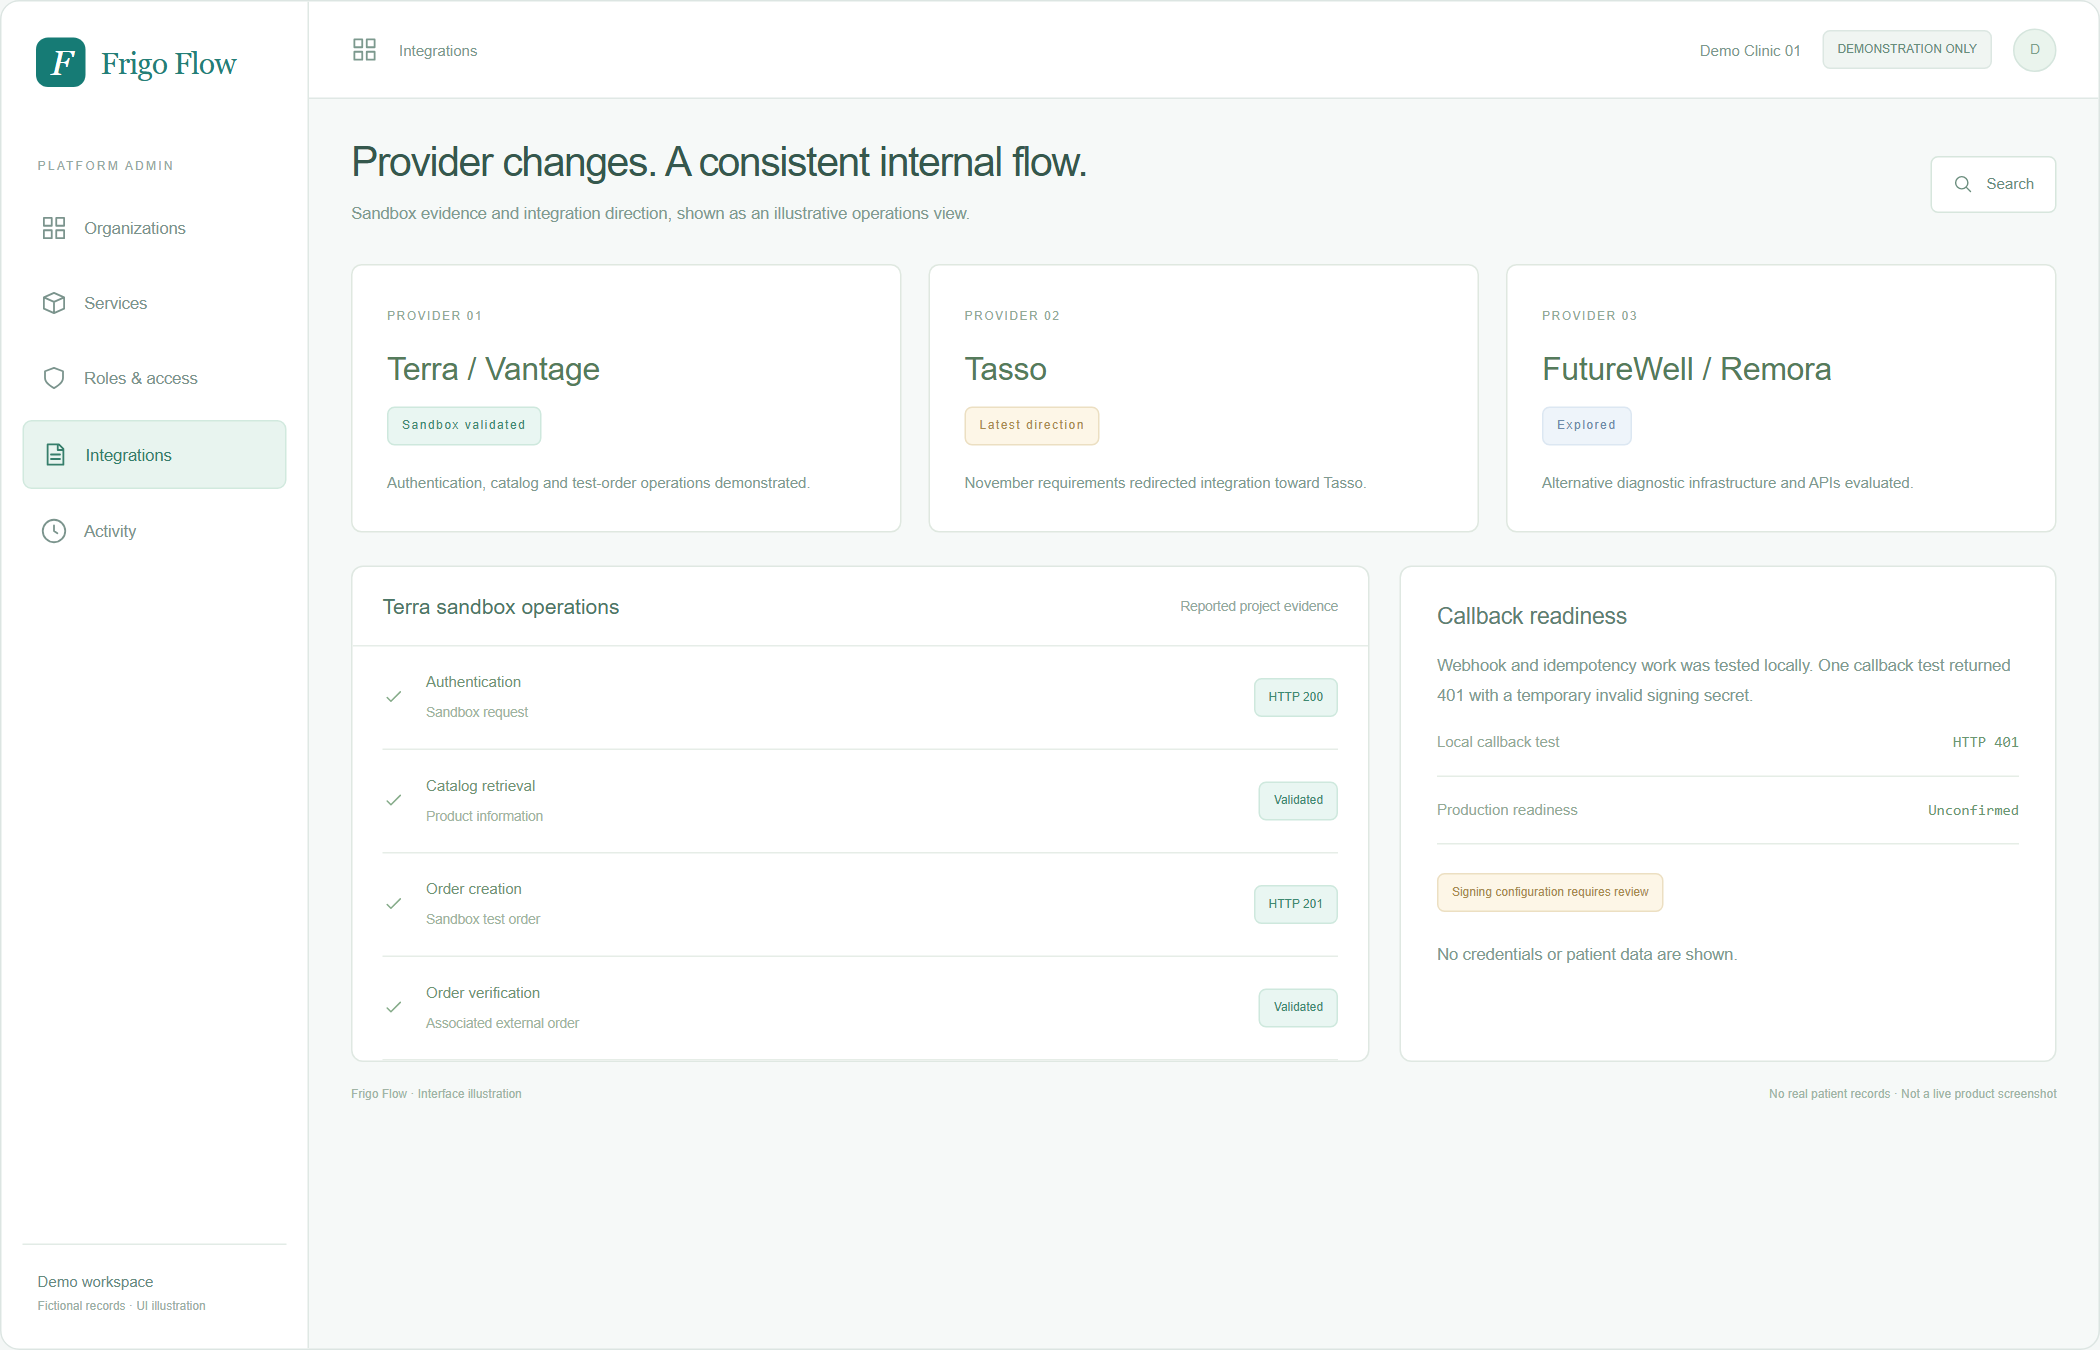 F Frigo Flow
PLATFORM ADMIN
Organizations
Services
Roles & access
Integrations
Activity
Demo workspace
Fictional records · UI illustration
Integrations
Demo Clinic 01
DEMONSTRATION ONLY
D
Provider changes. A consistent internal flow.
Sandbox evidence and integration direction, shown as an illustrative operations view.
Search
PROVIDER 01
Terra / Vantage
Sandbox validated
Authentication, catalog and test-order operations demonstrated.
PROVIDER 02
Tasso
Latest direction
November requirements redirected integration toward Tasso.
PROVIDER 03
FutureWell / Remora
Explored
Alternative diagnostic infrastructure and APIs evaluated.
Terra sandbox operations
Reported project evidence
Authentication
Sandbox request
HTTP 200
Catalog retrieval
Product information
Validated
Order creation
Sandbox test order
HTTP 201
Order verification
Associated external order
Validated
Callback readiness
Webhook and idempotency work was tested locally. One callback test returned
401 with a temporary invalid signing secret.
Local callback test
HTTP 401
Production readiness
Unconfirmed
Signing configuration requires review
No credentials or patient data are shown.
Frigo Flow · Interface illustration
No real patient records · Not a live product screenshot